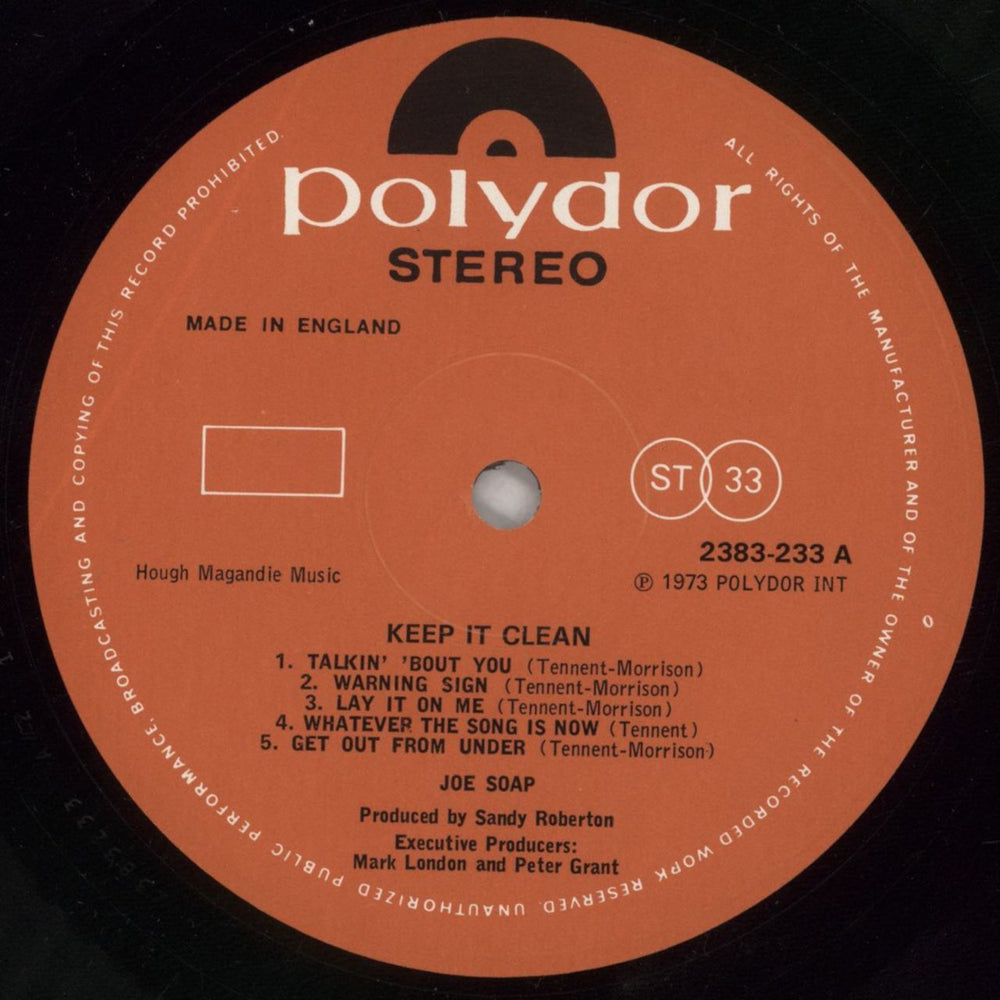 polydor
STEREO
MADE IN ENGLAND
ST 33
2383-233 A
Hough Magandie Music
℗ 1973 POLYDOR INT
KEEP IT CLEAN
1. TALKIN' 'BOUT YOU (Tennent-Morrison)
2. WARNING SIGN (Tennent-Morrison)
3. LAY IT ON ME (Tennent-Morrison)
4. WHATEVER THE SONG IS NOW (Tennent)
5. GET OUT FROM UNDER (Tennent-Morrison)
JOE SOAP
Produced by Sandy Roberton
Executive Producers:
Mark London and Peter Grant
ALL RIGHTS OF THE MANUFACTURER AND OF THE OWNER OF THE RECORDED WORK RESERVED. UNAUTHORIZED PUBLIC PERFORMANCE, BROADCASTING AND COPYING OF THIS RECORD PROHIBITED.